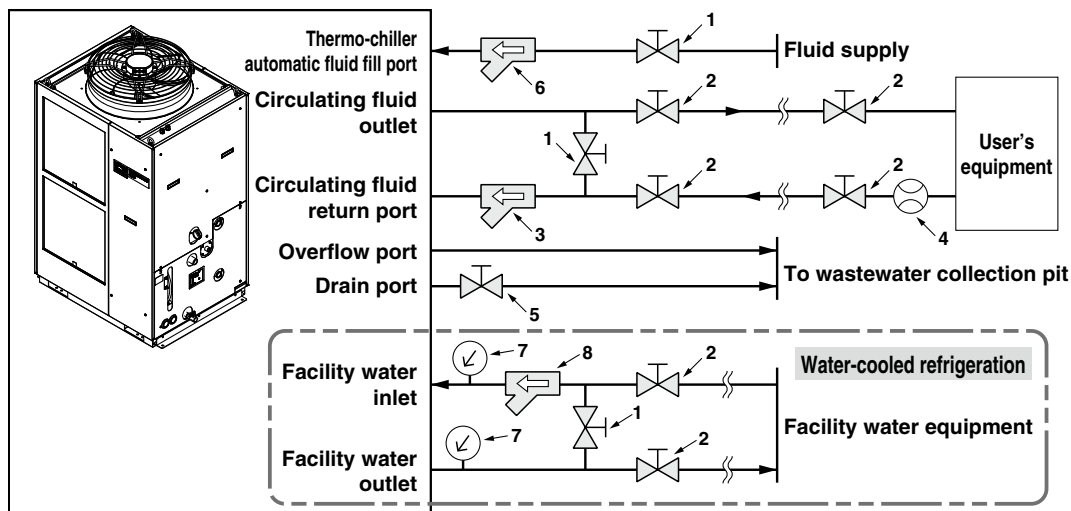 Thermo-chiller
automatic fluid fill port
6
1
Fluid supply
Circulating fluid
outlet
2
2
1
User's
equipment
Circulating fluid
return port
3
2
2
4
Overflow port
Drain port
5
To wastewater collection pit
Water-cooled refrigeration
Facility water
inlet
7
8
2
1
Facility water equipment
Facility water
outlet
7
2